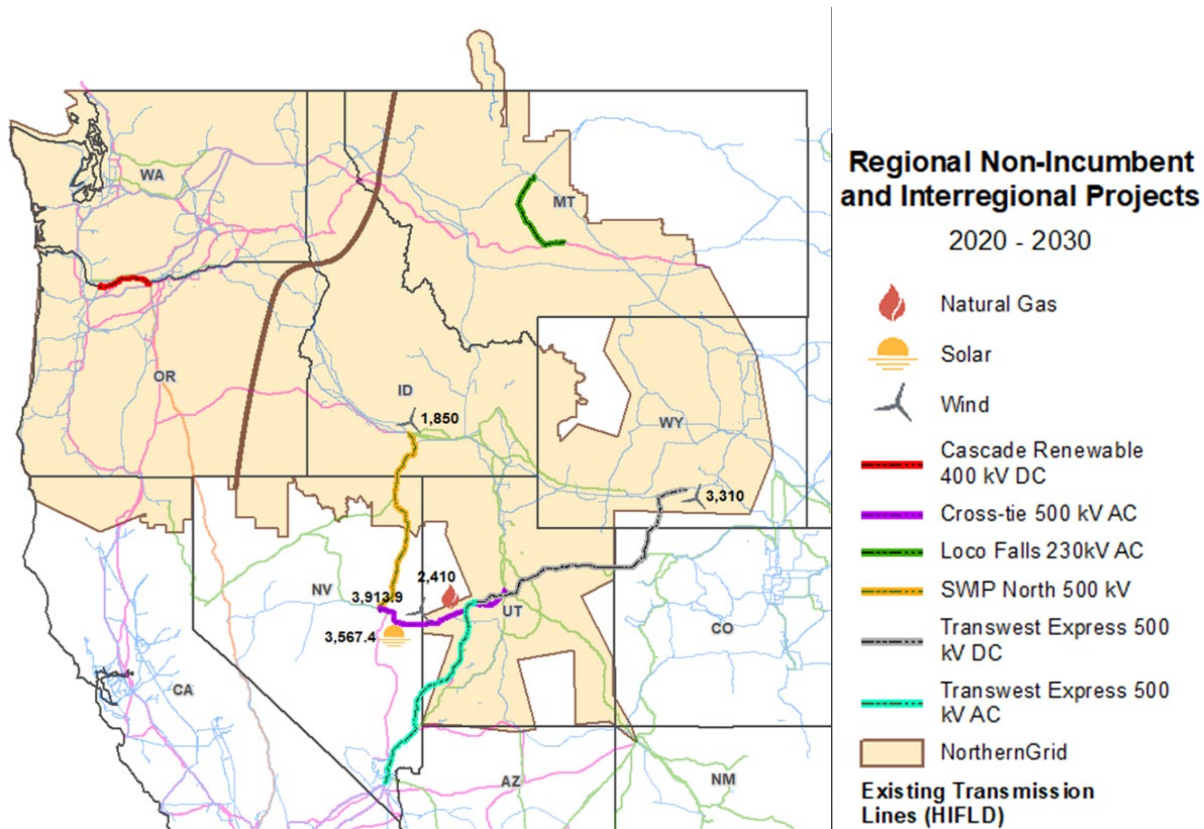 WA
MT
OR
ID
1,850
WY
3,310
2,410
NV
3,913.9
UT
3,567.4
CO
CA
AZ
NM
Regional Non-Incumbent
and Interregional Projects
2020 - 2030
Natural Gas
Solar
Wind
Cascade Renewable
400 kV DC
Cross-tie 500 kV AC
Loco Falls 230kV AC
SWIP North 500 kV
Transwest Express 500
kV DC
Transwest Express 500
kV AC
NorthernGrid
Existing Transmission
Lines (HIFLD)